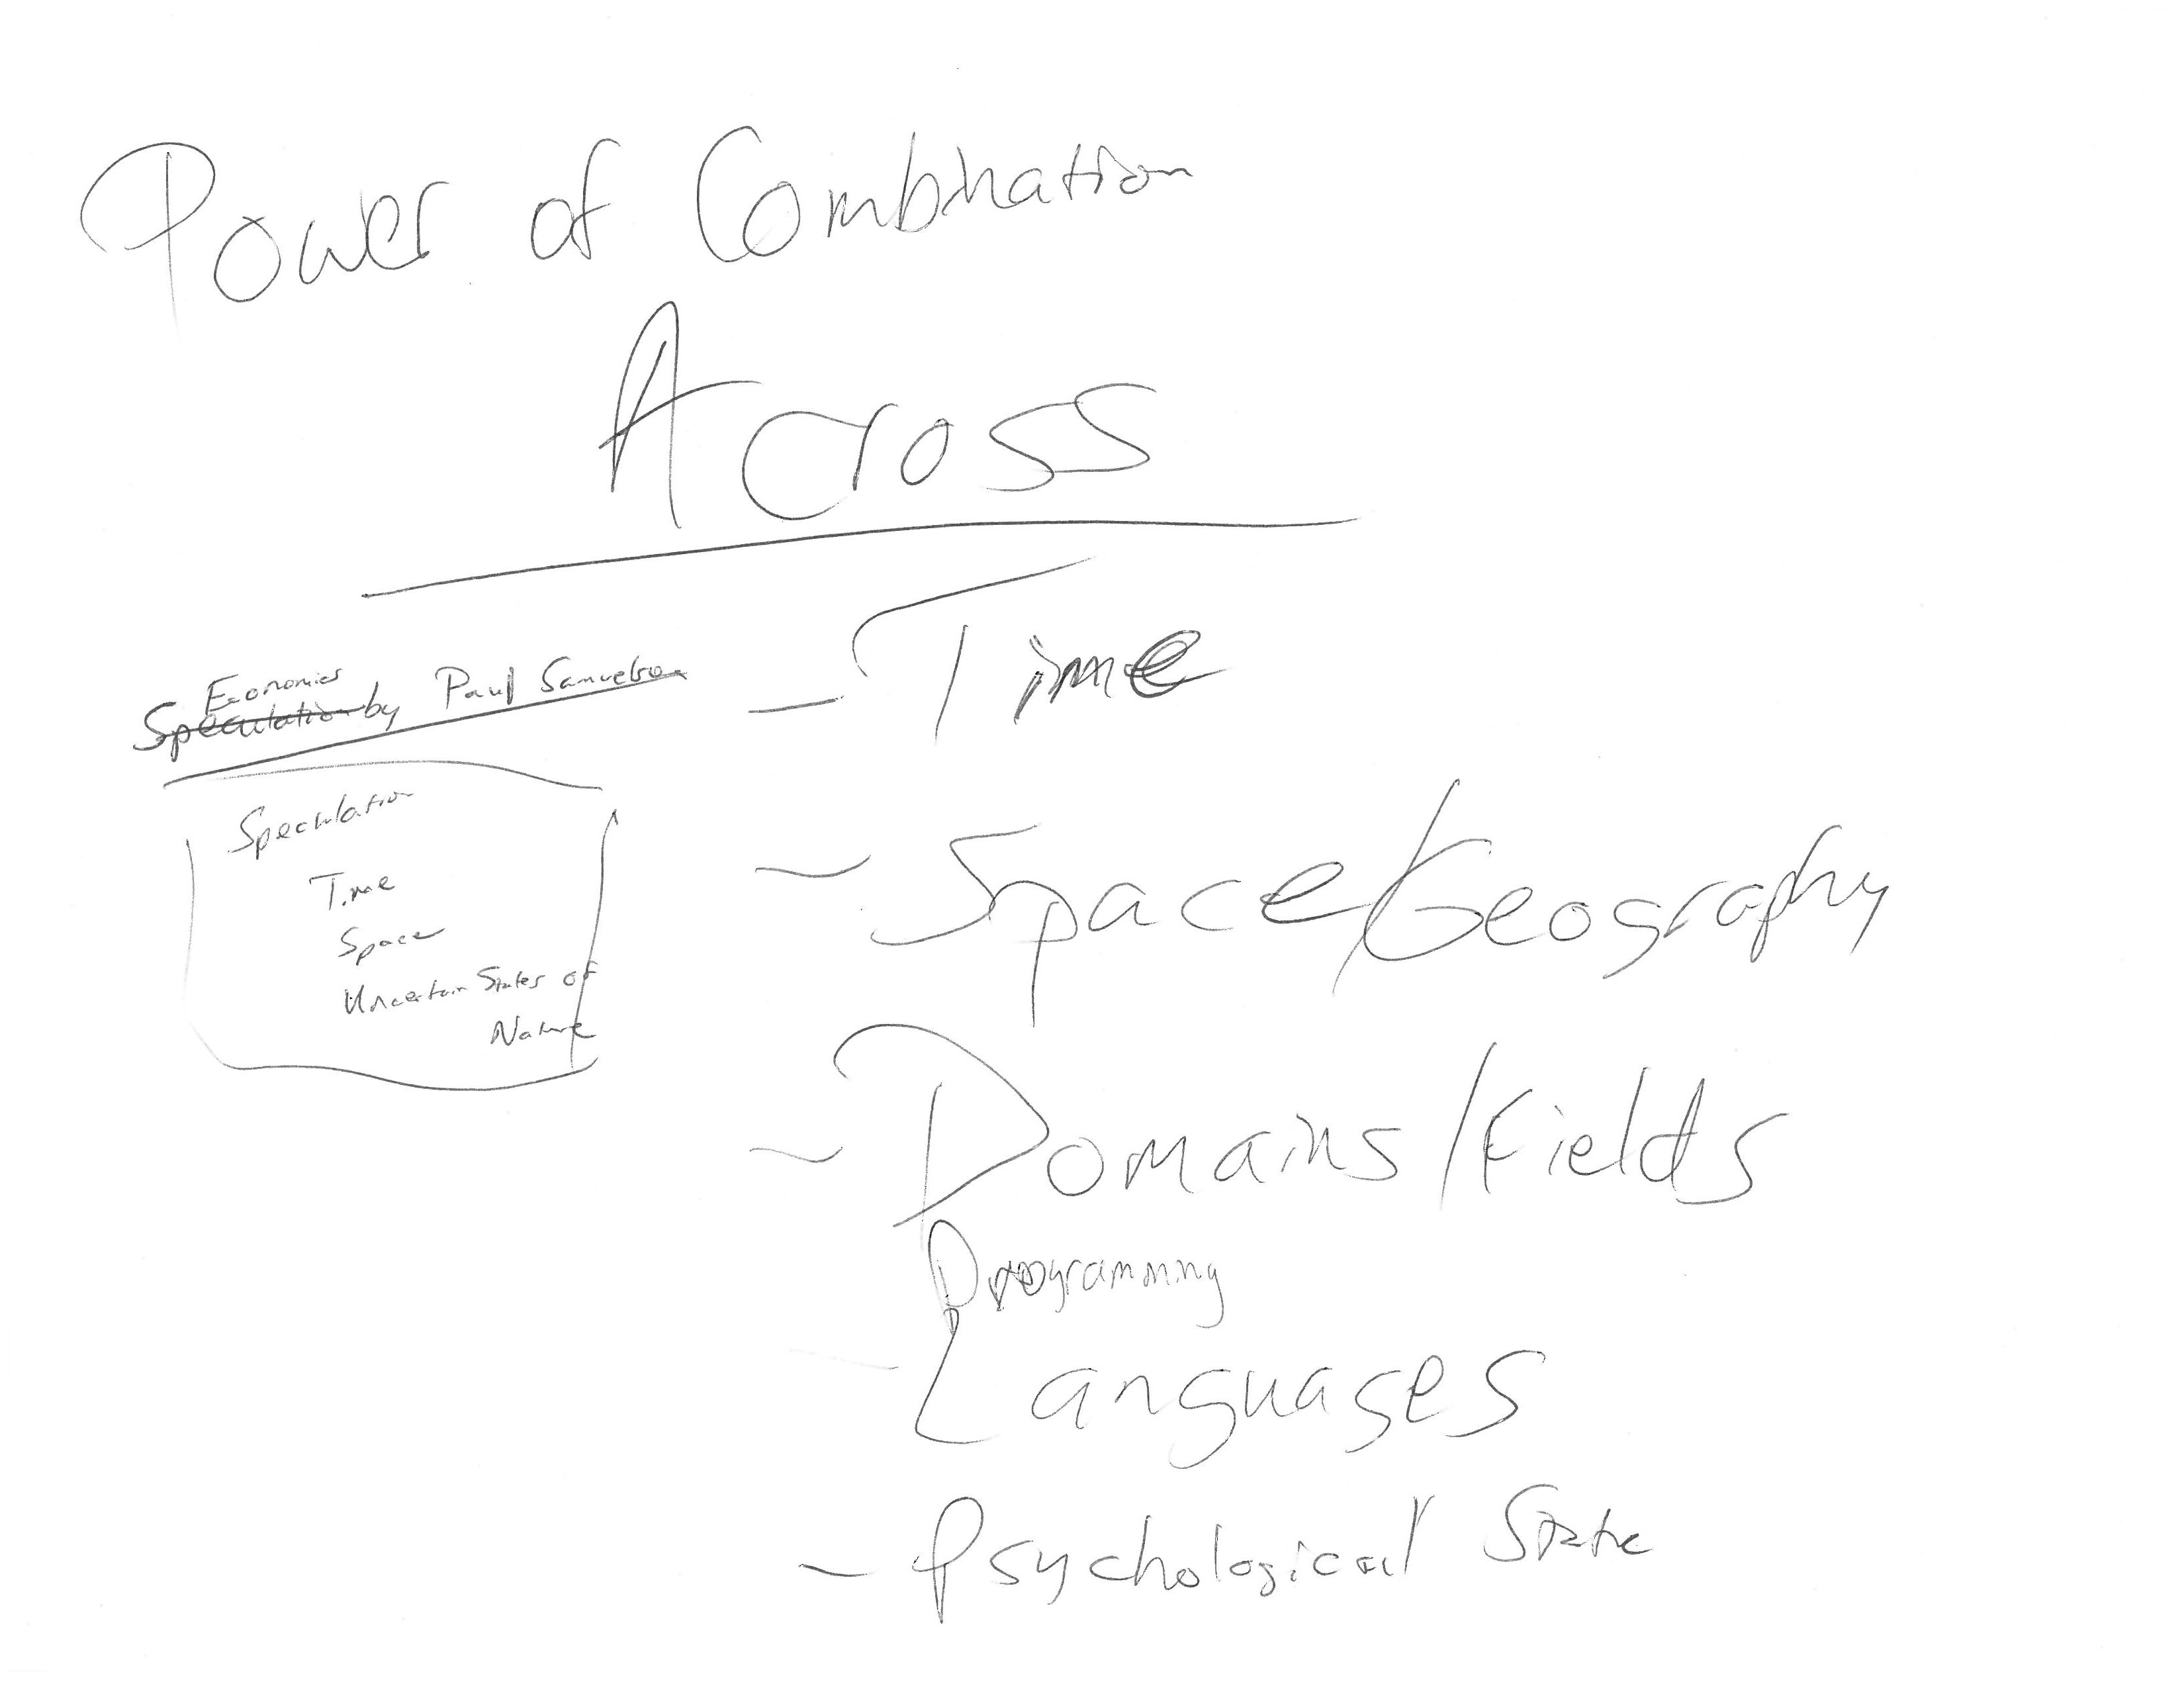 Power of Combination
Across
- Time
Economics
Speculation by Paul Samuelson
Speculation
Time
Space
Uncertain States of
Nature
- Space/Geography
- Domains/Fields
Programming
- Languages
- Psychological State